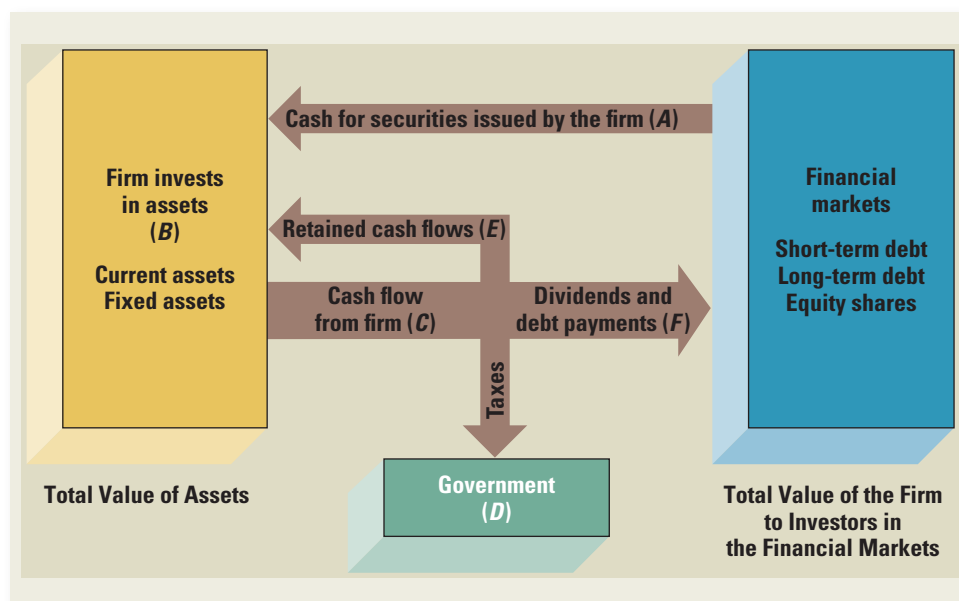 Cash for securities issued by the firm (A)
Firm invests
in assets
(B)
Current assets
Fixed assets
Financial
markets
Short-term debt
Long-term debt
Equity shares
Retained cash flows (E)
Cash flow
from firm (C)
Dividends and
debt payments (F)
Taxes
Government
(D)
Total Value of Assets
Total Value of the Firm
to Investors in
the Financial Markets